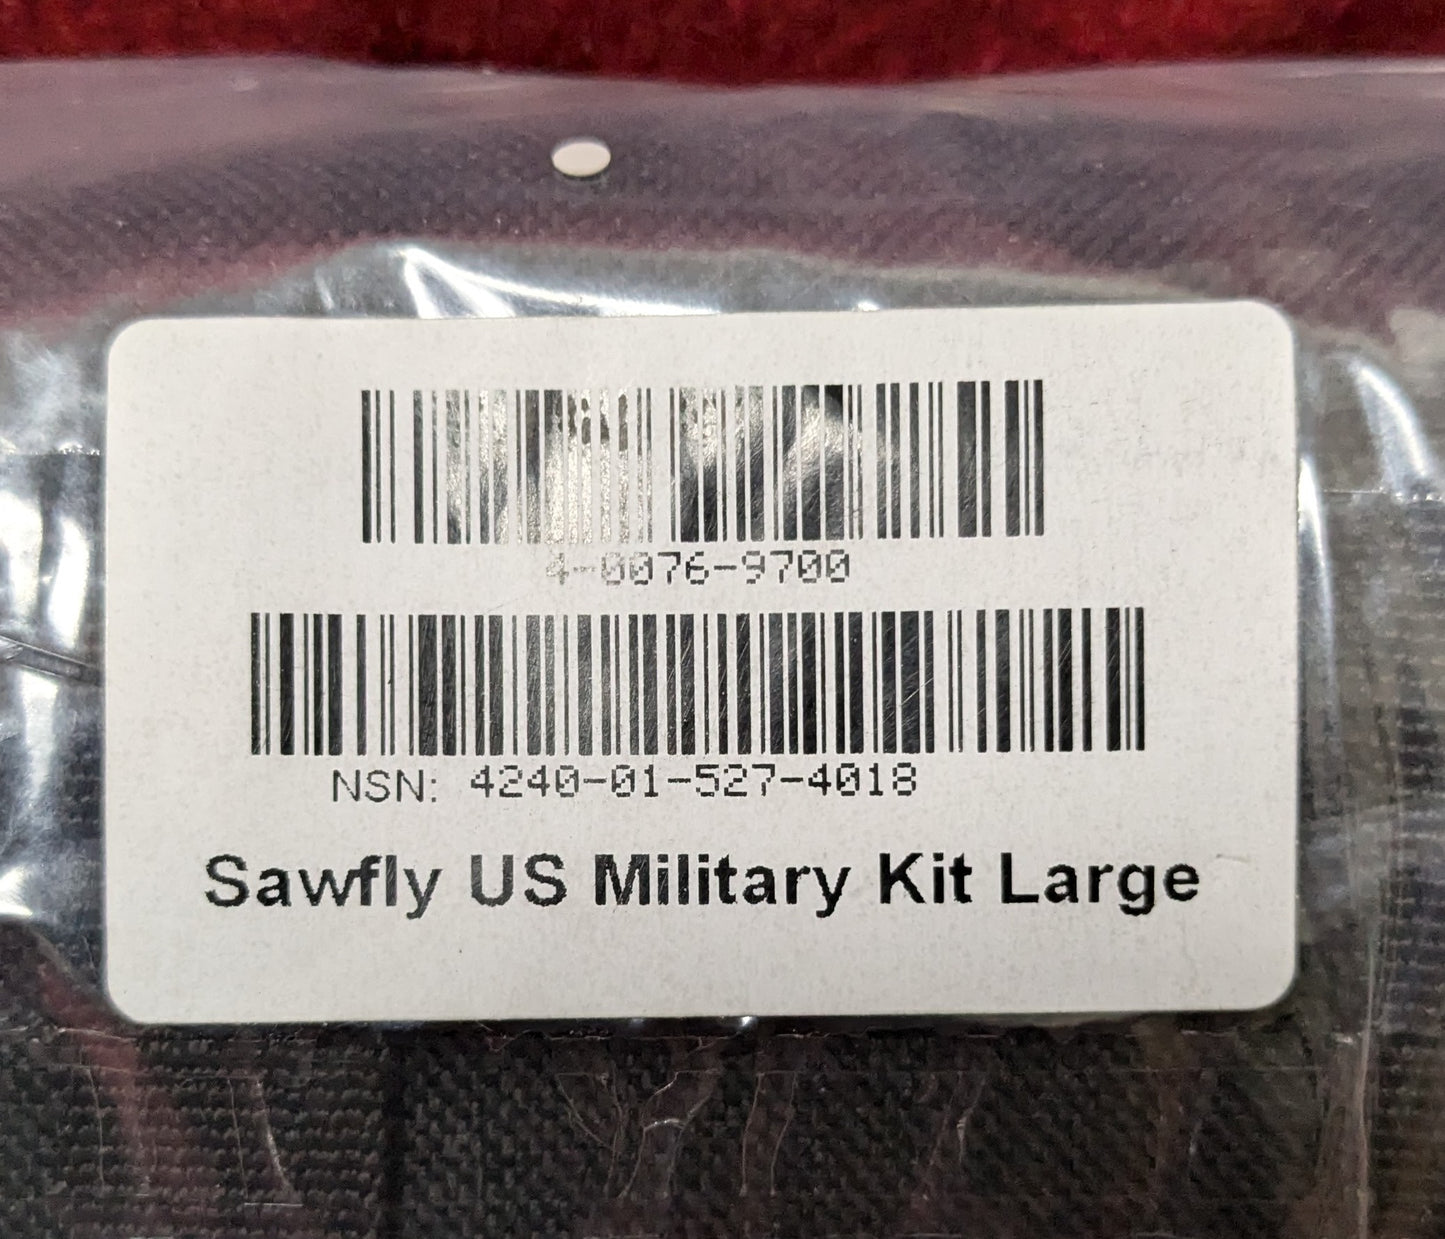 4-0076-9700
NSN: 4240-01-527-4018
Sawfly US Military Kit Large